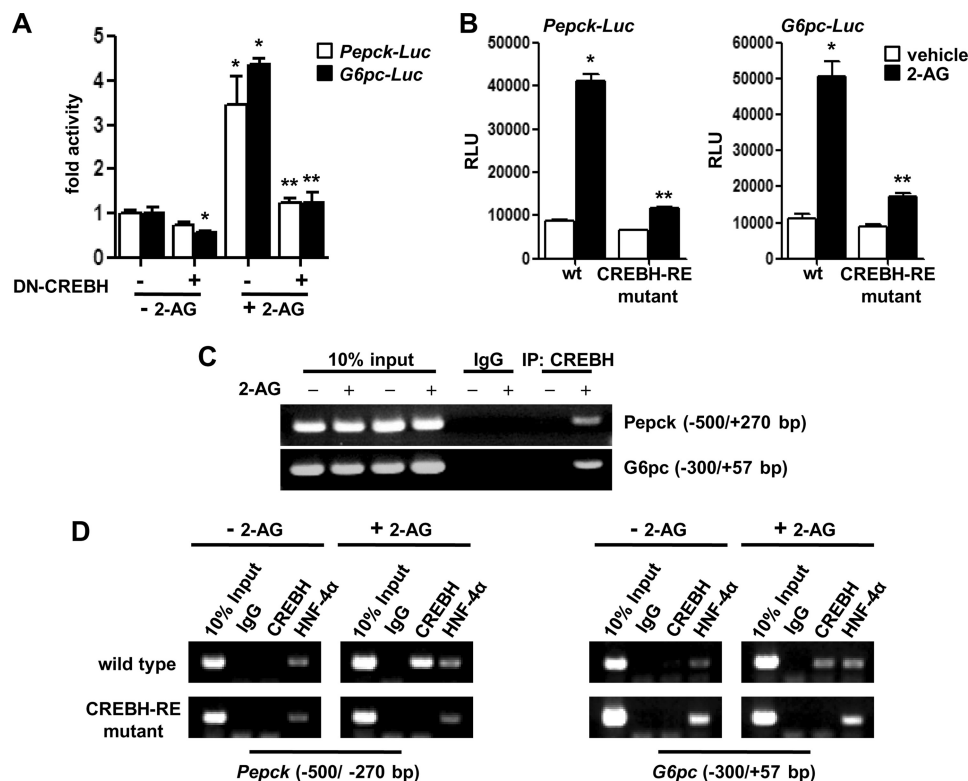 A
fold activity
5
4
3
2
1
0
* *
*
** **
Pepck-Luc
G6pc-Luc
DN-CREBH - + - +
- 2-AG + 2-AG
B
Pepck-Luc
RLU
50000
40000
30000
20000
10000
0
*
**
wt CREBH-RE mutant
G6pc-Luc
RLU
60000
50000
40000
30000
20000
10000
0
*
**
wt CREBH-RE mutant
vehicle
2-AG
C
10% input IgG IP: CREBH
2-AG − + − + − + − +
Pepck (-500/+270 bp)
G6pc (-300/+57 bp)
D
- 2-AG + 2-AG - 2-AG + 2-AG
10% Input IgG CREBH HNF-4α 10% Input IgG CREBH HNF-4α 10% Input IgG CREBH HNF-4α 10% Input IgG CREBH HNF-4α
wild type
CREBH-RE
mutant
Pepck (-500/ -270 bp) G6pc (-300/+57 bp)